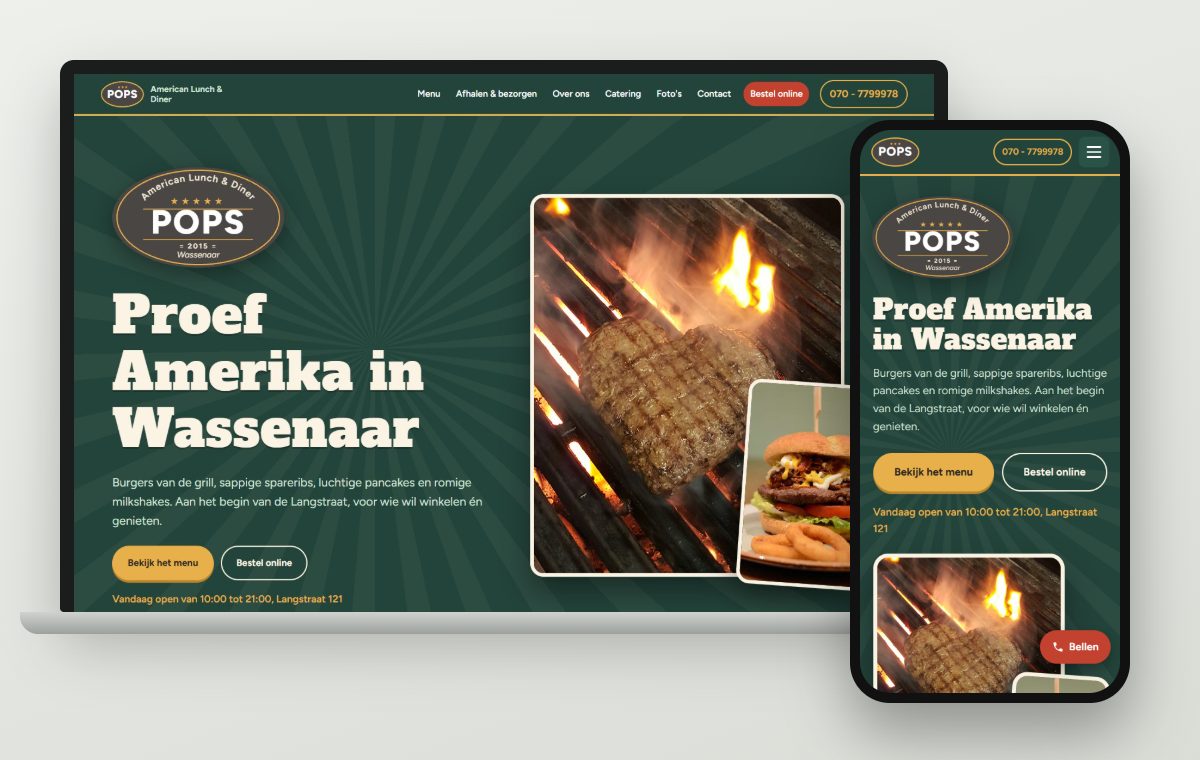 POPS
American Lunch &
Diner
Menu Afhalen & bezorgen Over ons Catering Foto's Contact Bestel online 070 - 7799978
American Lunch & Diner
POPS
= 2015 =
Wassenaar
Proef
Amerika in
Wassenaar
Burgers van de grill, sappige spareribs, luchtige pancakes en romige
milkshakes. Aan het begin van de Langstraat, voor wie wil winkelen én
genieten.
Bekijk het menu Bestel online
Vandaag open van 10:00 tot 21:00, Langstraat 121
POPS 070 - 7799978
American Lunch & Diner
POPS
= 2015 =
Wassenaar
Proef Amerika
in Wassenaar
Burgers van de grill, sappige spareribs, luchtige
pancakes en romige milkshakes. Aan het begin
van de Langstraat, voor wie wil winkelen én
genieten.
Bekijk het menu Bestel online
Vandaag open van 10:00 tot 21:00, Langstraat
121
Bellen